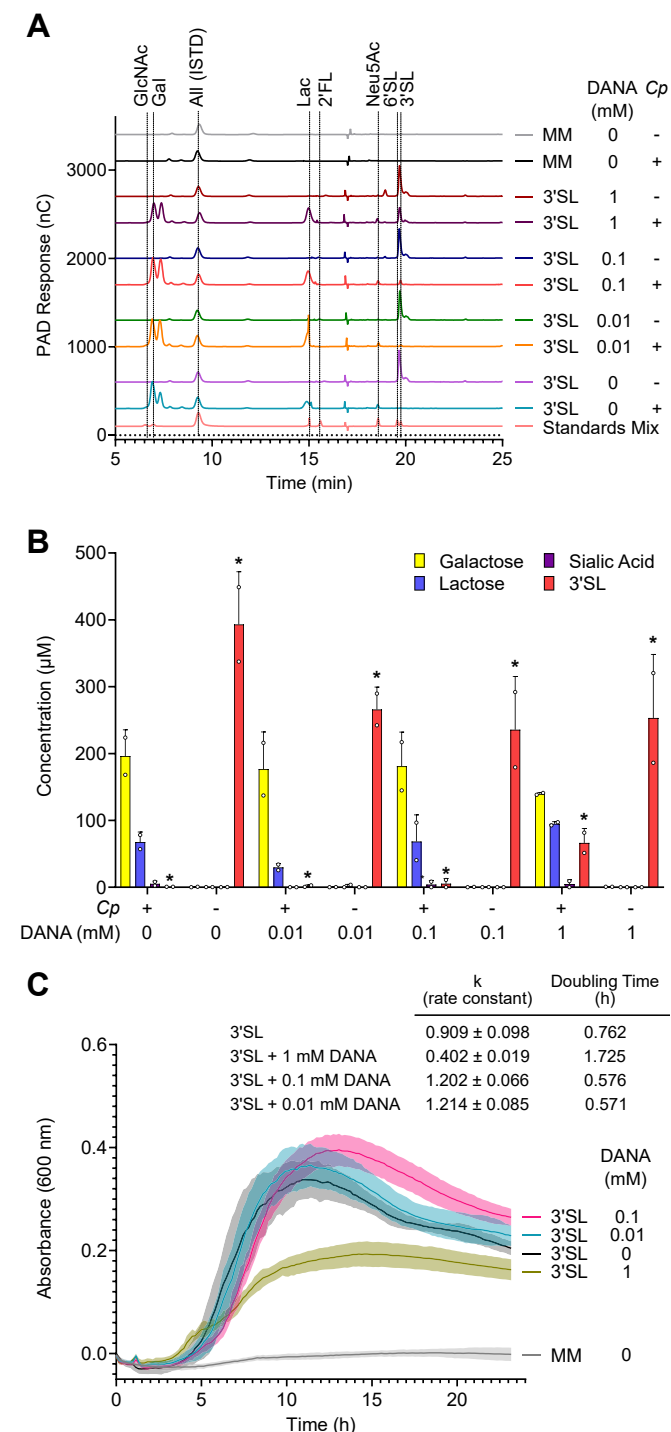 A
GlcNAc
Gal
All (ISTD)
Lac
2'FL
Neu5Ac
6'SL
3'SL
DANA Cp
(mM)
MM 0 -
MM 0 +
3'SL 1 -
3'SL 1 +
3'SL 0.1 -
3'SL 0.1 +
3'SL 0.01 -
3'SL 0.01 +
3'SL 0 -
3'SL 0 +
Standards Mix
PAD Response (nC)
3000
2000
1000
0
5 10 15 20 25
Time (min)
B
Galactose
Lactose
Sialic Acid
3'SL
Concentration (µM)
500
400
300
200
100
0
* * * * * * * *
Cp + - + - + - + -
DANA (mM) 0 0 0.01 0.01 0.1 0.1 1 1
C
k Doubling Time
(rate constant) (h)
3'SL 0.909 ± 0.098 0.762
3'SL + 1 mM DANA 0.402 ± 0.019 1.725
3'SL + 0.1 mM DANA 1.202 ± 0.066 0.576
3'SL + 0.01 mM DANA 1.214 ± 0.085 0.571
Absorbance (600 nm)
0.6
0.4
0.2
0.0
DANA
(mM)
3'SL 0.1
3'SL 0.01
3'SL 0
3'SL 1
MM 0
0 5 10 15 20
Time (h)